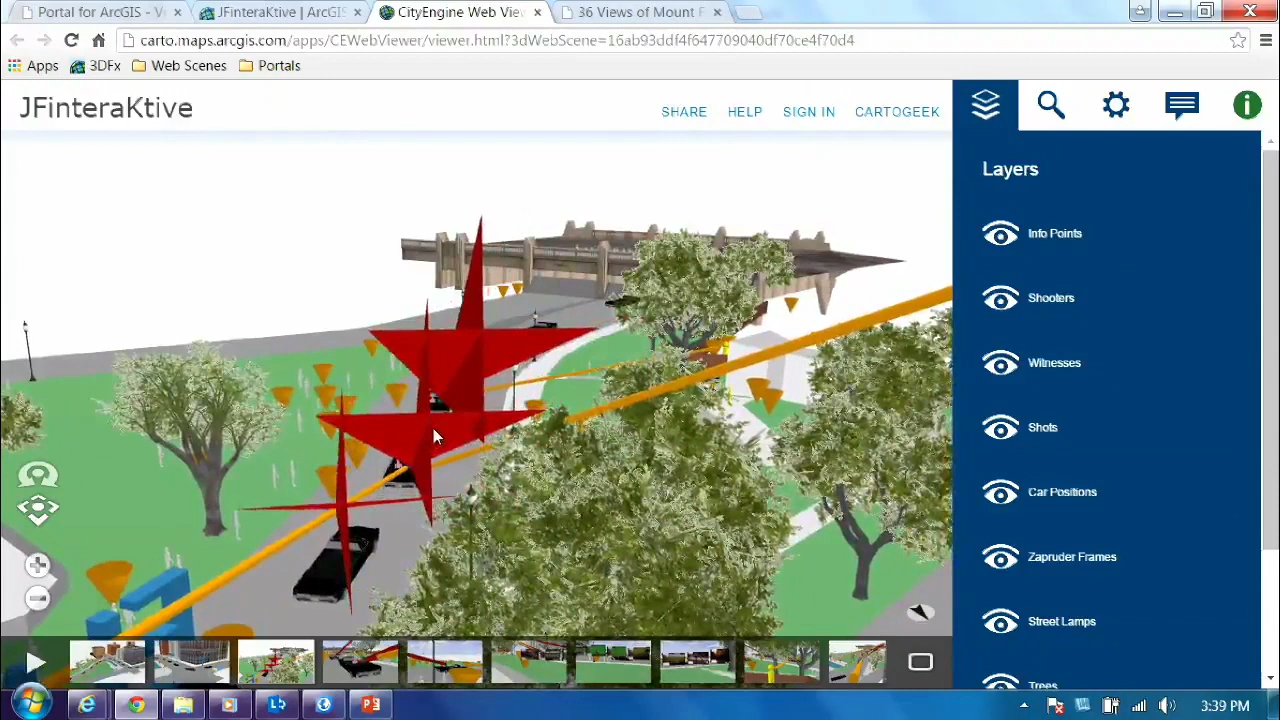 Portal for ArcGIS - V
JFinteraKtive | ArcGIS
CityEngine Web View
36 Views of Mount F
carto.maps.arcgis.com/apps/CEWebViewer/viewer.html?3dWebScene=16ab93ddf4f647709040df70ce4f70d4
Apps
3DFx
Web Scenes
Portals
JFinteraKtive
SHARE
HELP
SIGN IN
CARTOGEEK
Layers
Info Points
Shooters
Witnesses
Shots
Car Positions
Zapruder Frames
Street Lamps
Trees
3:39 PM